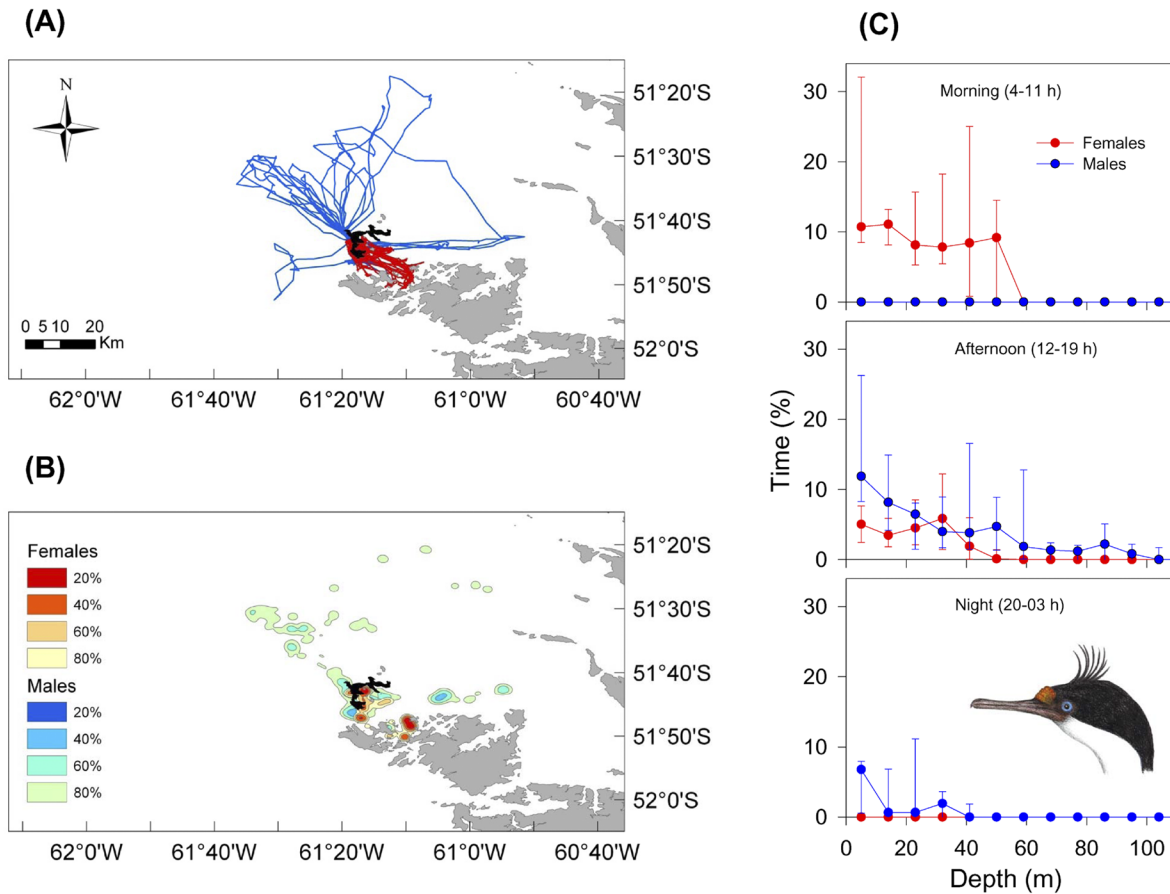 (A)
N
0 5 10 20
Km
51°20'S
51°30'S
51°40'S
51°50'S
52°0'S
62°0'W 61°40'W 61°20'W 61°0'W 60°40'W
(B)
Females
20%
40%
60%
80%
Males
20%
40%
60%
80%
51°20'S
51°30'S
51°40'S
51°50'S
52°0'S
62°0'W 61°40'W 61°20'W 61°0'W 60°40'W
(C)
Morning (4-11 h)
Females
Males
30
20
10
0
Afternoon (12-19 h)
30
20
10
0
Time (%)
Night (20-03 h)
30
20
10
0
0 20 40 60 80 100
Depth (m)